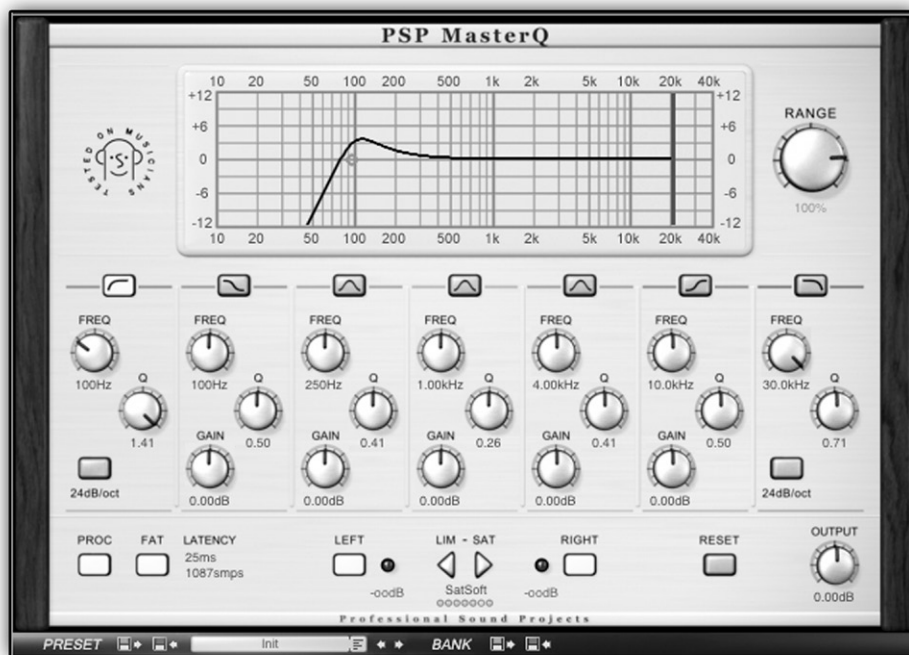 PSP MasterQ
10 20 50 100 200 500 1k 2k 5k 10k 20k 40k
+12 +12
+6 +6
0 0
-6 -6
-12 -12
10 20 50 100 200 500 1k 2k 5k 10k 20k 40k
TESTED ON MUSICIANS
RANGE
100%
FREQ FREQ FREQ FREQ FREQ FREQ FREQ
100Hz 100Hz 250Hz 1.00kHz 4.00kHz 10.0kHz 30.0kHz
Q Q Q Q Q Q Q
1.41 0.50 0.41 0.26 0.41 0.50 0.71
GAIN GAIN GAIN GAIN GAIN
24dB/oct 0.00dB 0.00dB 0.00dB 0.00dB 0.00dB 24dB/oct
PROC FAT LATENCY LEFT LIM - SAT RIGHT RESET OUTPUT
25ms
1087smps
-oodB SatSoft -oodB 0.00dB
Professional Sound Projects
PRESET Init BANK